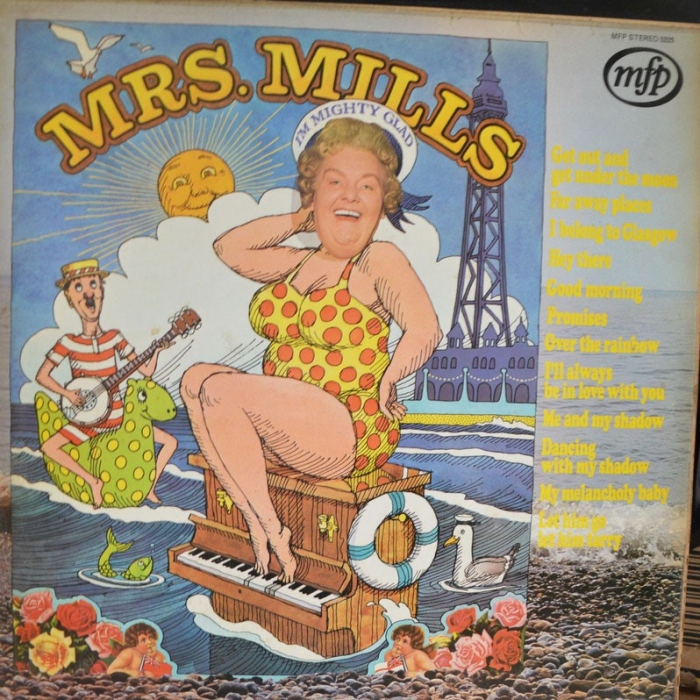 MFP STEREO 5225
mfp
MRS. MILLS
I'M MIGHTY GLAD
Get out and
get under the moon
Far away places
I belong to Glasgow
Hey there
Good morning
Promises
Over the rainbow
I'll always
be in love with you
Me and my shadow
Dancing
with my shadow
My melancholy baby
Let him go
let him tarry